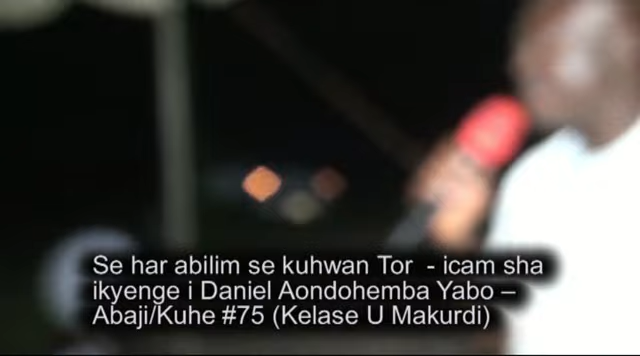 Se har abilim se kuhwan Tor  - icam sha
ikyenge i Daniel Aondohemba Yabo –
Abaji/Kuhe #75 (Kelase U Makurdi)